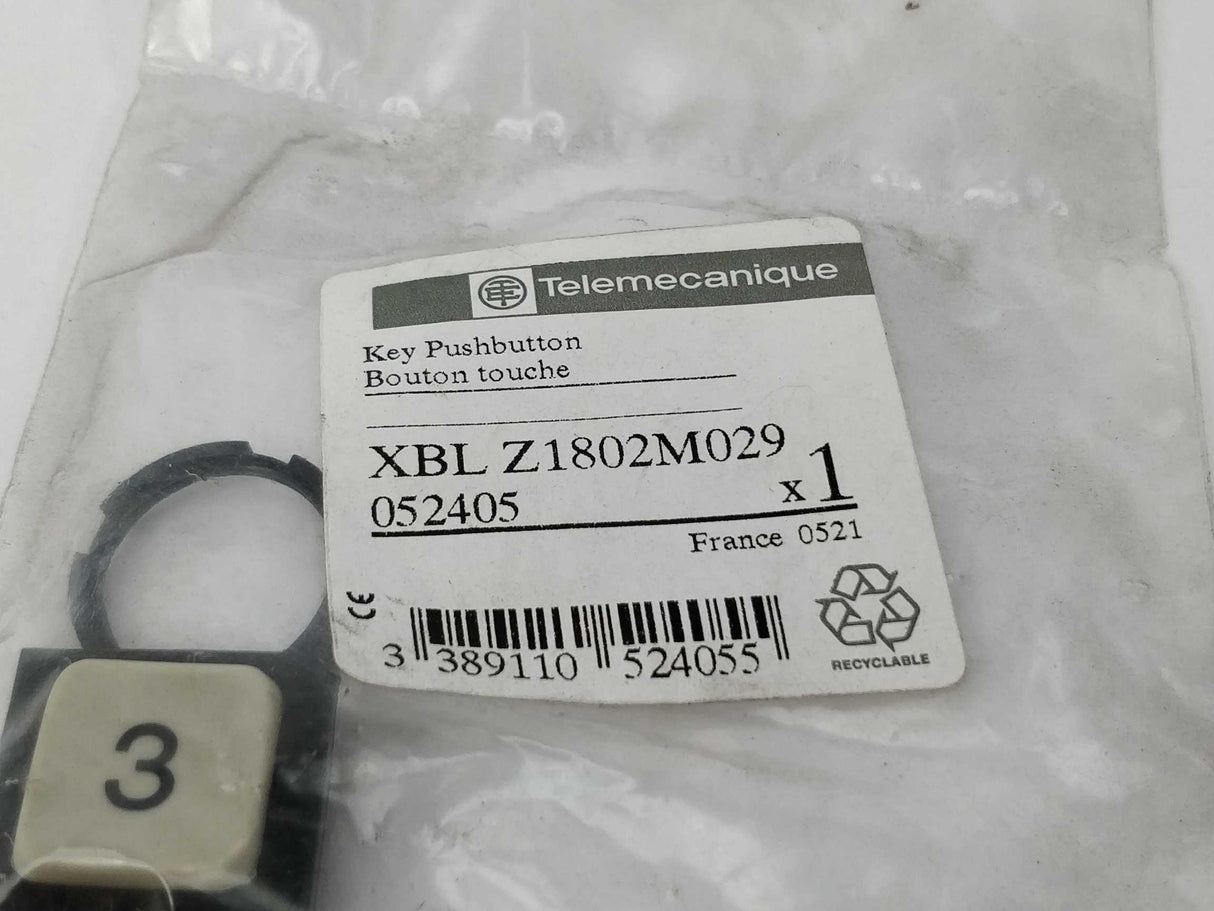 Telemecanique
Key Pushbutton
Bouton touche
XBL Z1802M029
052405 x 1
France 0521
CE
3 389110 524055
RECYCLABLE
3